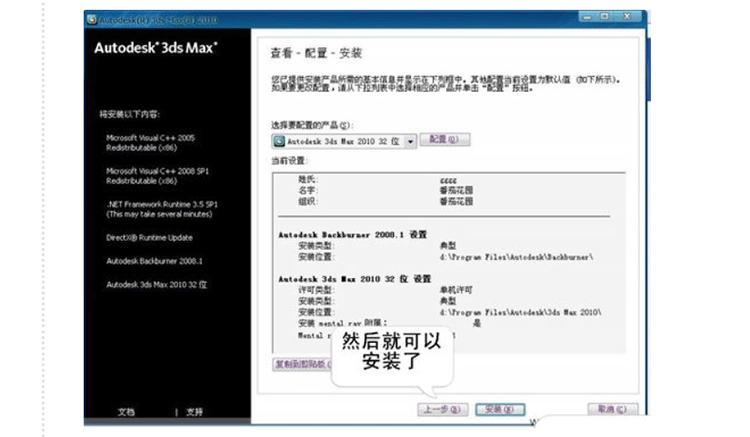 Autodesk(R) 3ds Max(R) 2010
Autodesk® 3ds Max®
将安装以下内容:
Microsoft Visual C++ 2005
Redistributable (x86)
Microsoft Visual C++ 2008 SP1
Redistributable (x86)
.NET Framework Runtime 3.5 SP1
(This may take several minutes)
DirectX® Runtime Update
Autodesk Backburner 2008.1
Autodesk 3ds Max 2010 32 位
文档 | 支持
查看 - 配置 - 安装
您已提供安装产品所需的基本信息并显示在下列框中。其他配置当前设置为默认值 (如下所示)。
如果要更改配置，请从下拉列表中选择相应的产品并单击“配置”按钮。
选择要配置的产品(S):
Autodesk 3ds Max 2010 32 位
配置(O)
当前设置:
姓氏: gggg
名字: 番茄花园
组织: 番茄花园
Autodesk Backburner 2008.1 设置
安装类型: 典型
安装位置: d:\Program Files\Autodesk\Backburner\
Autodesk 3ds Max 2010 32 位 设置
许可类型: 单机许可
安装类型: 典型
安装位置: d:\Program Files\Autodesk\3ds Max 2010\
安装 mental ray 附属: 是
Mental r
复制到剪贴板(
然后就可以
安装了
上一步(B)
安装(N)
取消(C)